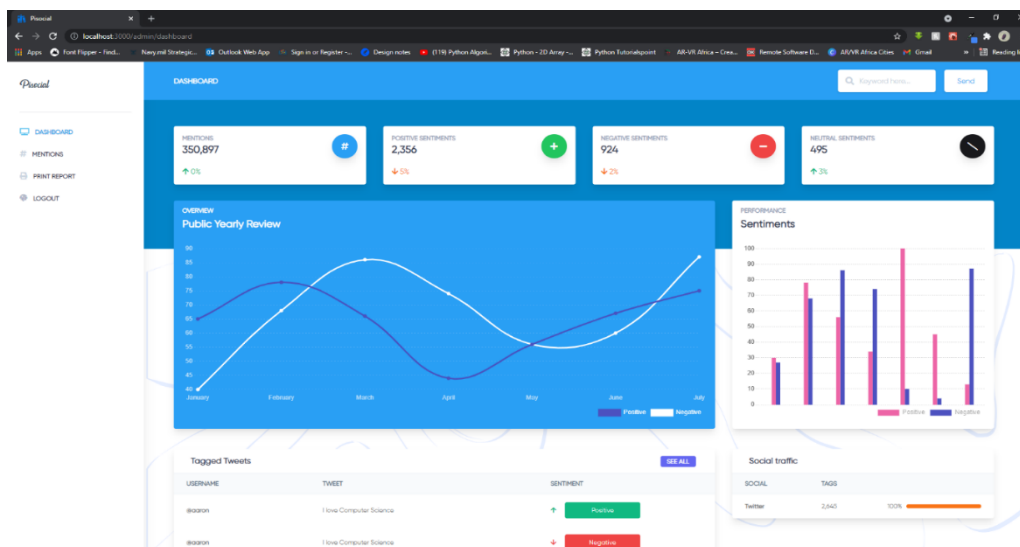 Psocial
localhost:3000/admin/dashboard
Apps Font Flipper - Find... Navy.mil Strategic... Outlook Web App Sign in or Register -... Design notes (119) Python Algori... Python - 2D Array -... Python Tutorialspoint AR-VR Africa – Crea... Remote Software D... AR/VR Africa Cities Gmail » Reading
Psocial
DASHBOARD
Keyword here...
Send
DASHBOARD
MENTIONS
PRINT REPORT
LOGOUT
MENTIONS
350,897
#
0%
POSITIVE SENTIMENTS
2,356
+
5%
NEGATIVE SENTIMENTS
924
−
2%
NEUTRAL SENTIMENTS
495
3%
OVERVIEW
Public Yearly Review
90
85
80
75
70
65
60
55
50
45
40
January February March April May June July
Positive Negative
PERFORMANCE
Sentiments
100
90
80
70
60
50
40
30
20
10
0
Positive Negative
Tagged Tweets
SEE ALL
USERNAME TWEET SENTIMENT
@aaron I love Computer Science Positive
@aaron I love Computer Science Negative
Social traffic
SOCIAL TAGS
Twitter 2,645 100%